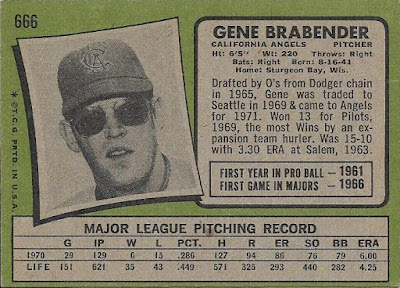 666
GENE BRABENDER
CALIFORNIA ANGELS PITCHER
Ht: 6'5" Wt: 220 Throws: Right
Bats: Right Born: 8-16-41
Home: Sturgeon Bay, Wis.
Drafted by O's from Dodger chain
in 1965, Gene was traded to
Seattle in 1969 & came to Angels
for 1971. Won 13 for Pilots,
1969, the most Wins by an ex-
pansion team hurler. Was 15-10
with 3.30 ERA at Salem, 1963.
FIRST YEAR IN PRO BALL — 1961
FIRST GAME IN MAJORS — 1966
CA
★ ©T.C.G. PRTD. IN U.S.A.
MAJOR LEAGUE PITCHING RECORD
G IP W L PCT. H R ER SO BB ERA
1970 29 129 6 15 .286 127 94 86 76 79 6.00
LIFE 151 621 35 43 .449 571 325 293 440 282 4.25